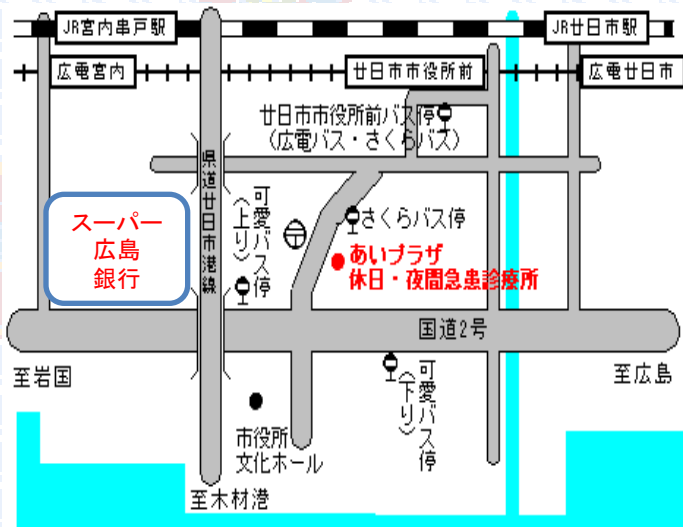 JR宮内串戸駅
JR廿日市駅
広電宮内
廿日市市役所前
広電廿日市
廿日市市役所前バス停
（広電バス・さくらバス）
県道廿日市港線
可愛バス停
（上り）
さくらバス停
スーパー
広島
銀行
あいプラザ
休日・夜間急患診療所
国道2号
至岩国
至広島
可愛バス停
（下り）
市役所
文化ホール
至木材港